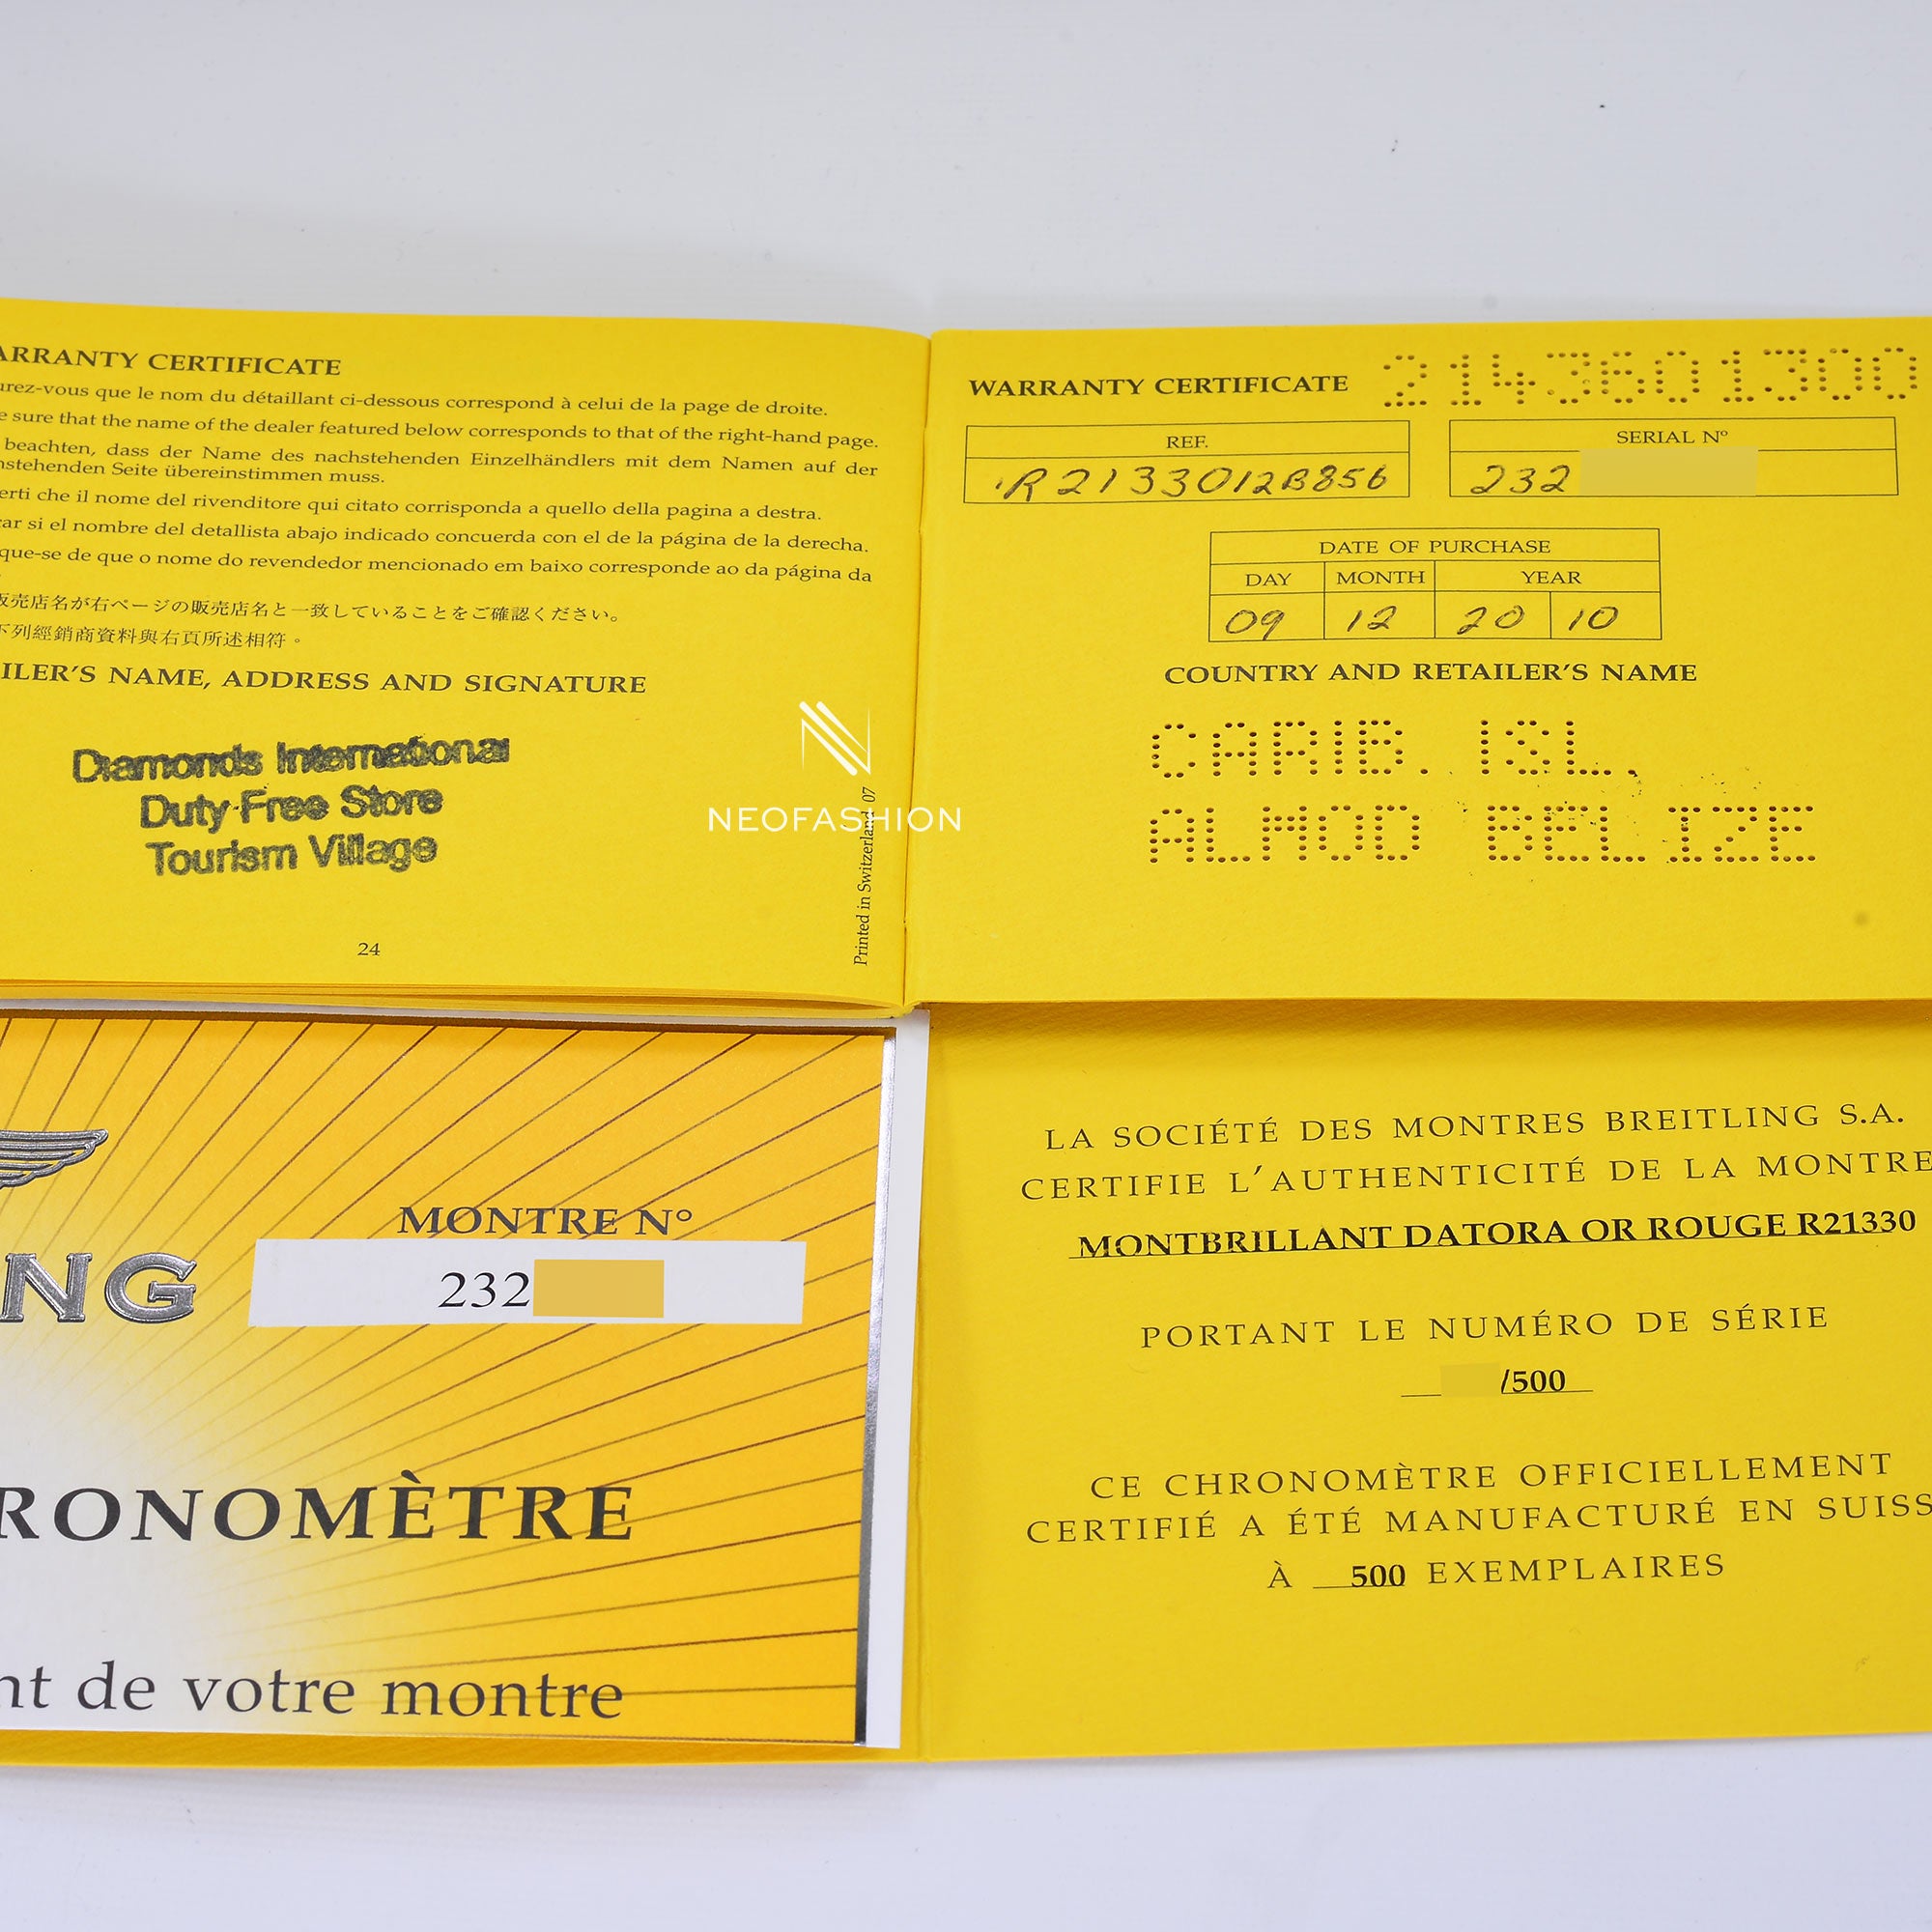 ARRANTY CERTIFICATE
urez-vous que le nom du détaillant ci-dessous correspond à celui de la page de droite.
e sure that the name of the dealer featured below corresponds to that of the right-hand page.
beachten, dass der Name des nachstehenden Einzelhändlers mit dem Namen auf der
nstehenden Seite übereinstimmen muss.
erti che il nome del rivenditore qui citato corrisponda a quello della pagina a destra.
car si el nombre del detallista abajo indicado concuerda con el de la página de la derecha.
que-se de que o nome do revendedor mencionado em baixo corresponde ao da página da
販売店名が右ページの販売店名と一致していることをご確認ください。
下列經銷商資料與右頁所述相符。
ILER'S NAME, ADDRESS AND SIGNATURE
Diamonds International
Duty Free Store
Tourism Village
24
Printed in Switzerland 07
NEOFASHION
WARRANTY CERTIFICATE 2143601300
REF.
R2133012B856
SERIAL Nº
232
DATE OF PURCHASE
DAY MONTH YEAR
09 12 20 10
COUNTRY AND RETAILER'S NAME
CARIB. ISL.
ALMOD BELIZE
NG
MONTRE N°
232
RONOMÈTRE
nt de votre montre
LA SOCIÉTÉ DES MONTRES BREITLING S.A.
CERTIFIE L'AUTHENTICITÉ DE LA MONTRE
MONTBRILLANT DATORA OR ROUGE R21330
PORTANT LE NUMÉRO DE SÉRIE
/500
CE CHRONOMÈTRE OFFICIELLEMENT
CERTIFIÉ A ÉTÉ MANUFACTURÉ EN SUISS
À 500 EXEMPLAIRES